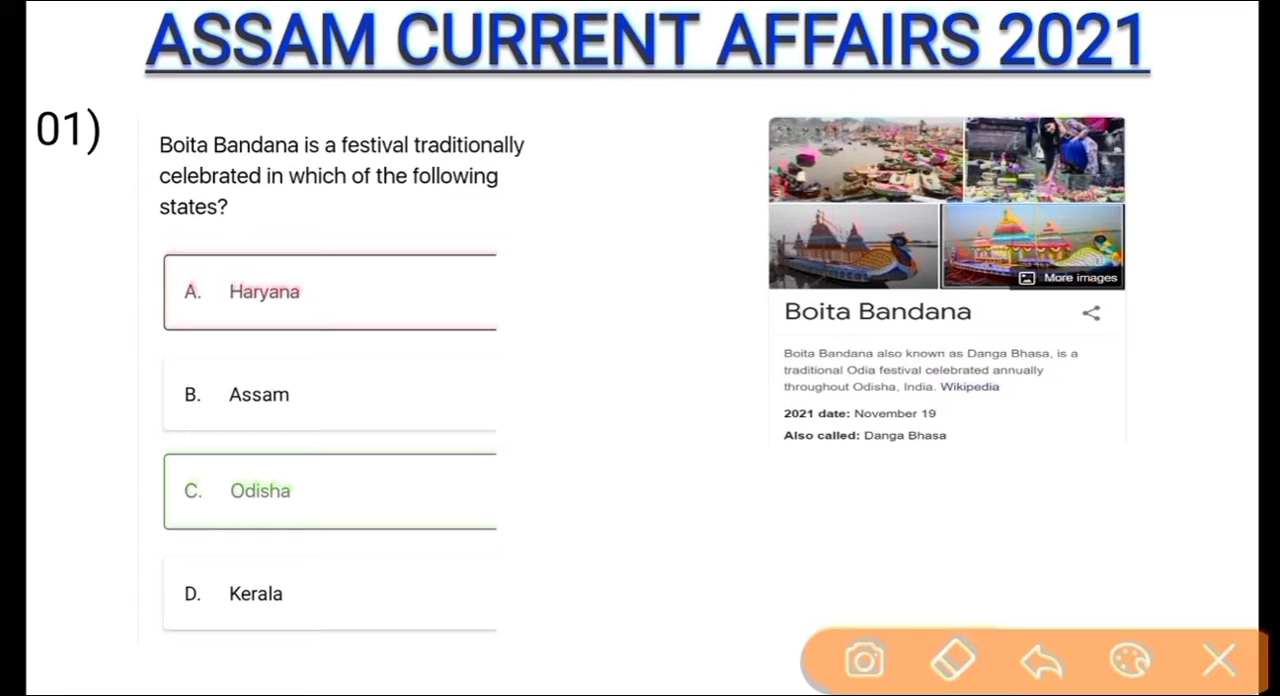 ASSAM CURRENT AFFAIRS 2021
01)
Boita Bandana is a festival traditionally
celebrated in which of the following
states?
A. Haryana
B. Assam
C. Odisha
D. Kerala
More images
Boita Bandana
Boita Bandana also known as Danga Bhasa, is a
traditional Odia festival celebrated annually
throughout Odisha, India. Wikipedia
2021 date: November 19
Also called: Danga Bhasa